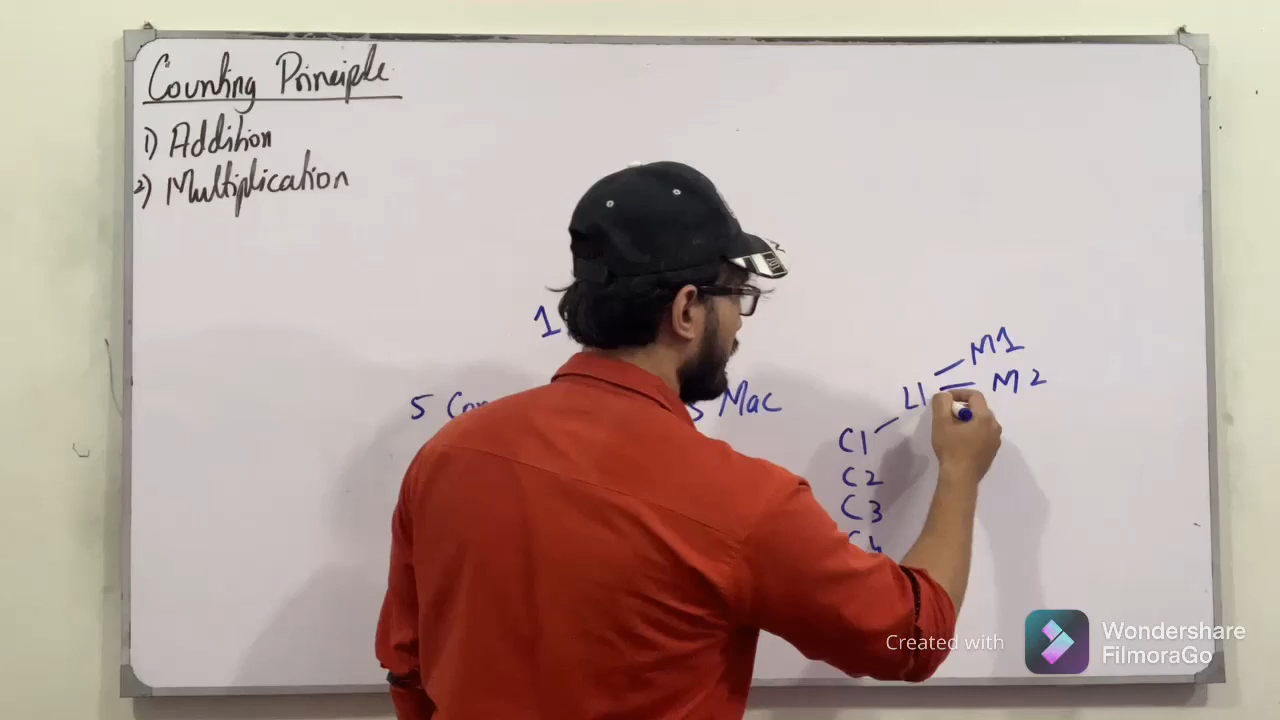 Counting Principle
1) Addition
2) Multiplication
1
M1
L1 M2
5 Mac
C1
C2
C3
C4
Created with Wondershare
FilmoraGo